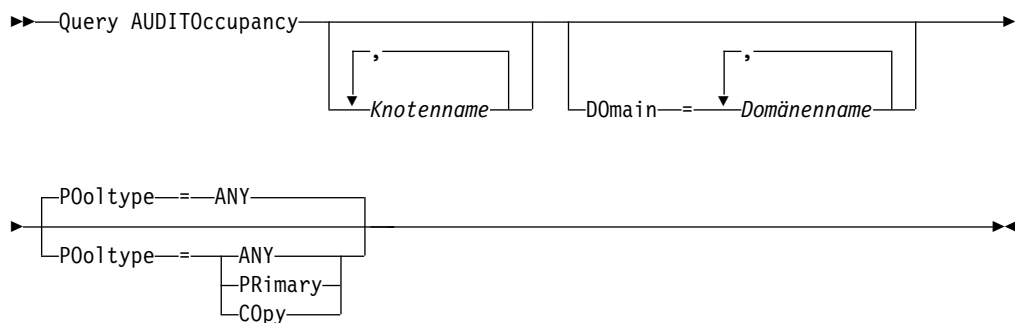 Query AUDITOccupancy
, ,
Knotenname DOmain = Domänenname
POoltype = ANY
POoltype = ANY
PRimary
COpy